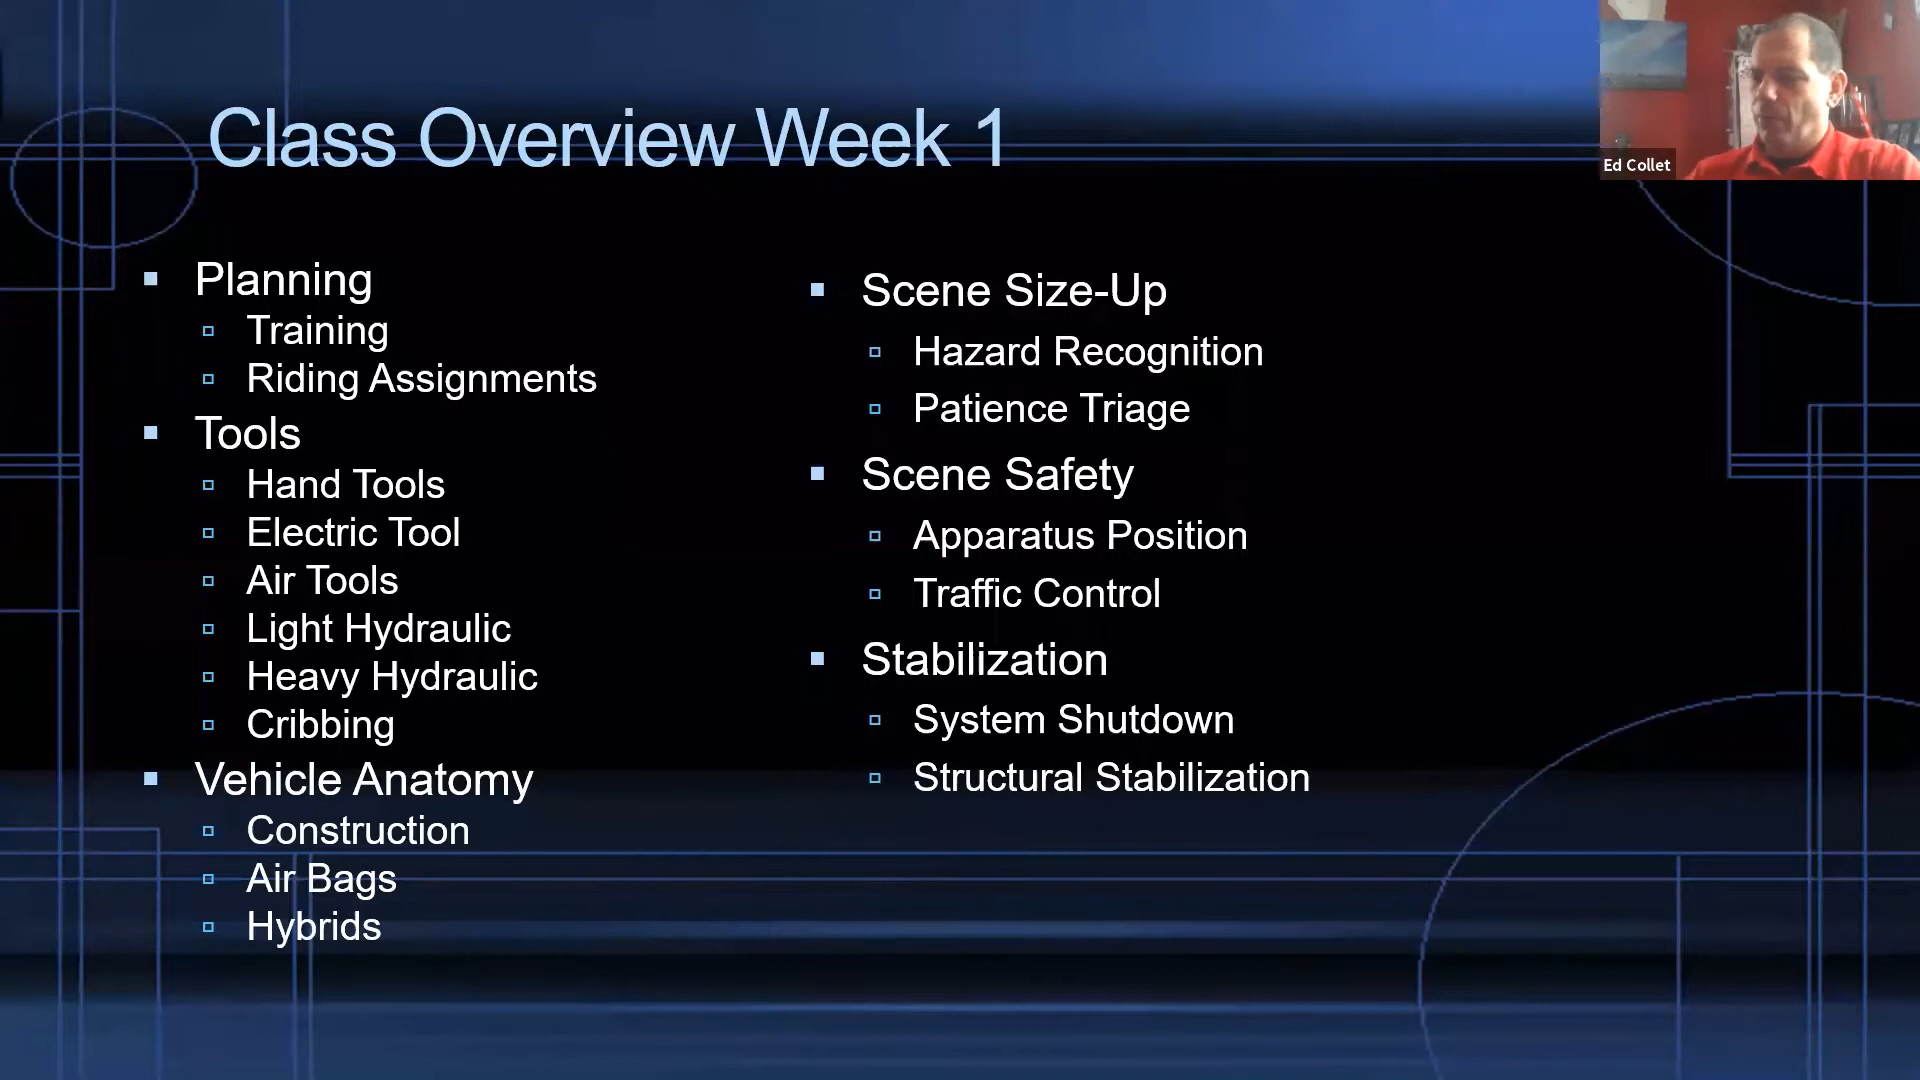 Class Overview Week 1
Planning
Training
Riding Assignments
Tools
Hand Tools
Electric Tool
Air Tools
Light Hydraulic
Heavy Hydraulic
Cribbing
Vehicle Anatomy
Construction
Air Bags
Hybrids
Scene Size-Up
Hazard Recognition
Patience Triage
Scene Safety
Apparatus Position
Traffic Control
Stabilization
System Shutdown
Structural Stabilization
Ed Collet